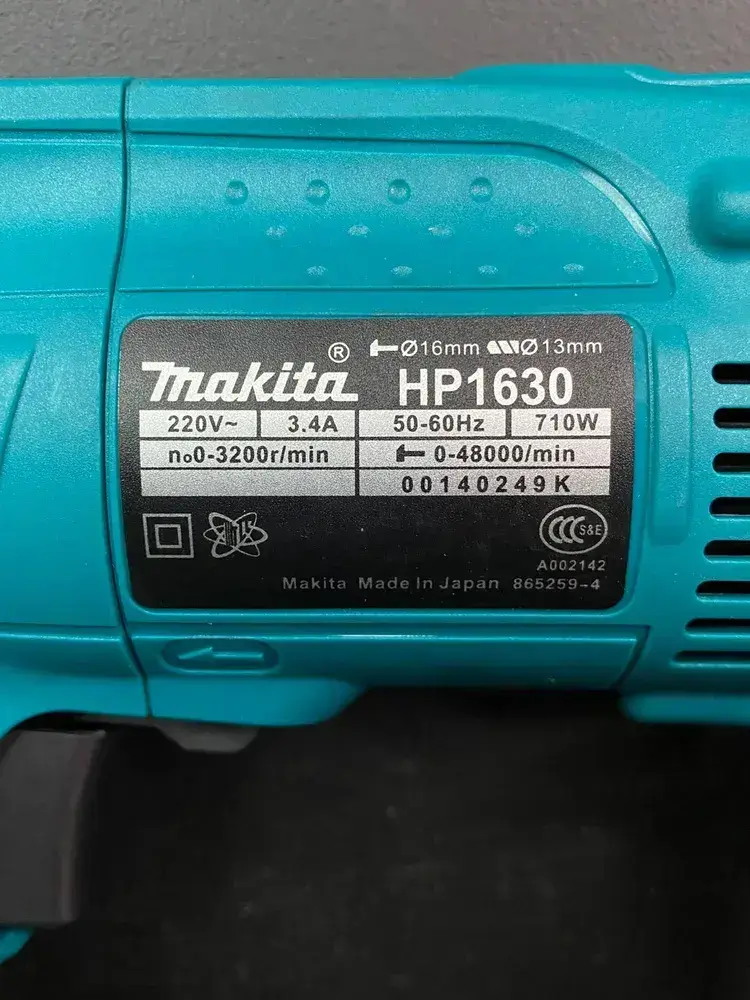 Ø16mm Ø13mm
makita® HP1630
220V~ 3.4A 50-60Hz 710W
n₀0-3200r/min 0-48000/min
00140249K
CCC S&E
A002142
Makita Made In Japan 865259-4